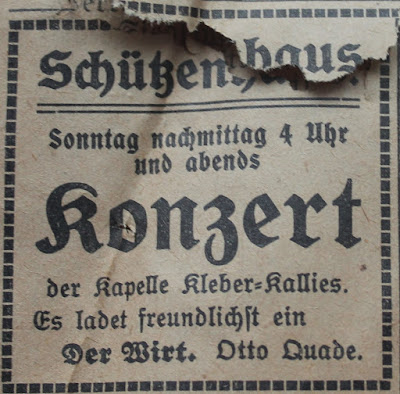 Schützenhaus.
Sonntag nachmittag 4 Uhr
und abends
Konzert
der Kapelle Kleber=Kallies.
Es ladet freundlichst ein
Der Wirt. Otto Quade.